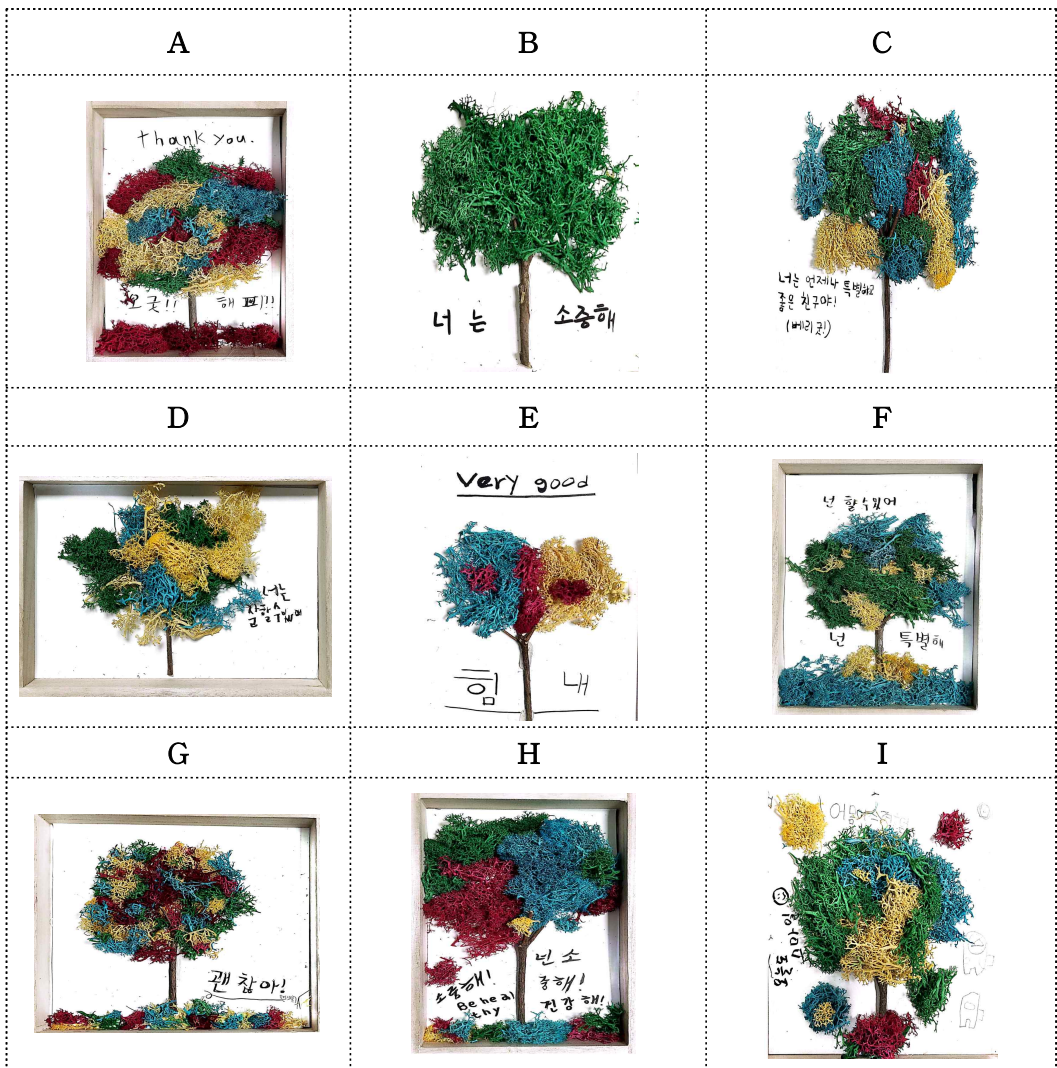 A
B
C
thank you.
오굿!! 해피!!
너는 소중해
너는 언제나 특별하고
좋은 친구야!
(베리굿!)
D
E
F
너는
잘할수
Very good
힘내
넌 할수있어
넌 특별해
G
H
I
괜찮아!
소중해!
Be heal
thy
넌 소
중해!
건강해!